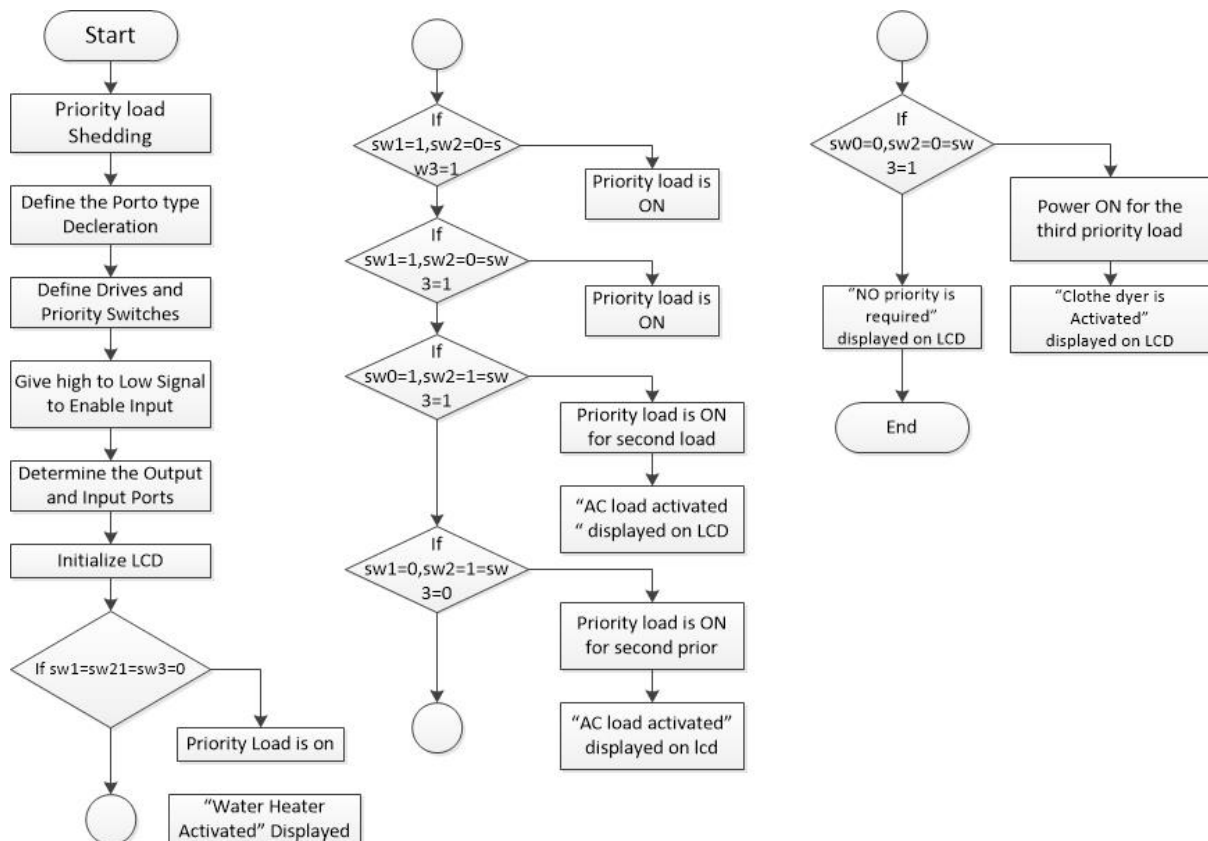 Start
Priority load
Shedding
Define the Porto type
Decleration
Define Drives and
Priority Switches
Give high to Low Signal
to Enable Input
Determine the Output
and Input Ports
Initialize LCD
If sw1=sw21=sw3=0
Priority Load is on
“Water Heater
Activated” Displayed
If
sw1=1,sw2=0=s
w3=1
Priority load is
ON
If
sw1=1,sw2=0=sw
3=1
Priority load is
ON
If
sw0=1,sw2=1=sw
3=1
Priority load is ON
for second load
“AC load activated
“ displayed on LCD
If
sw1=0,sw2=1=sw
3=0
Priority load is ON
for second prior
“AC load activated”
displayed on lcd
If
sw0=0,sw2=0=sw
3=1
Power ON for the
third priority load
“Clothe dyer is
Activated”
displayed on LCD
“NO priority is
required”
displayed on LCD
End